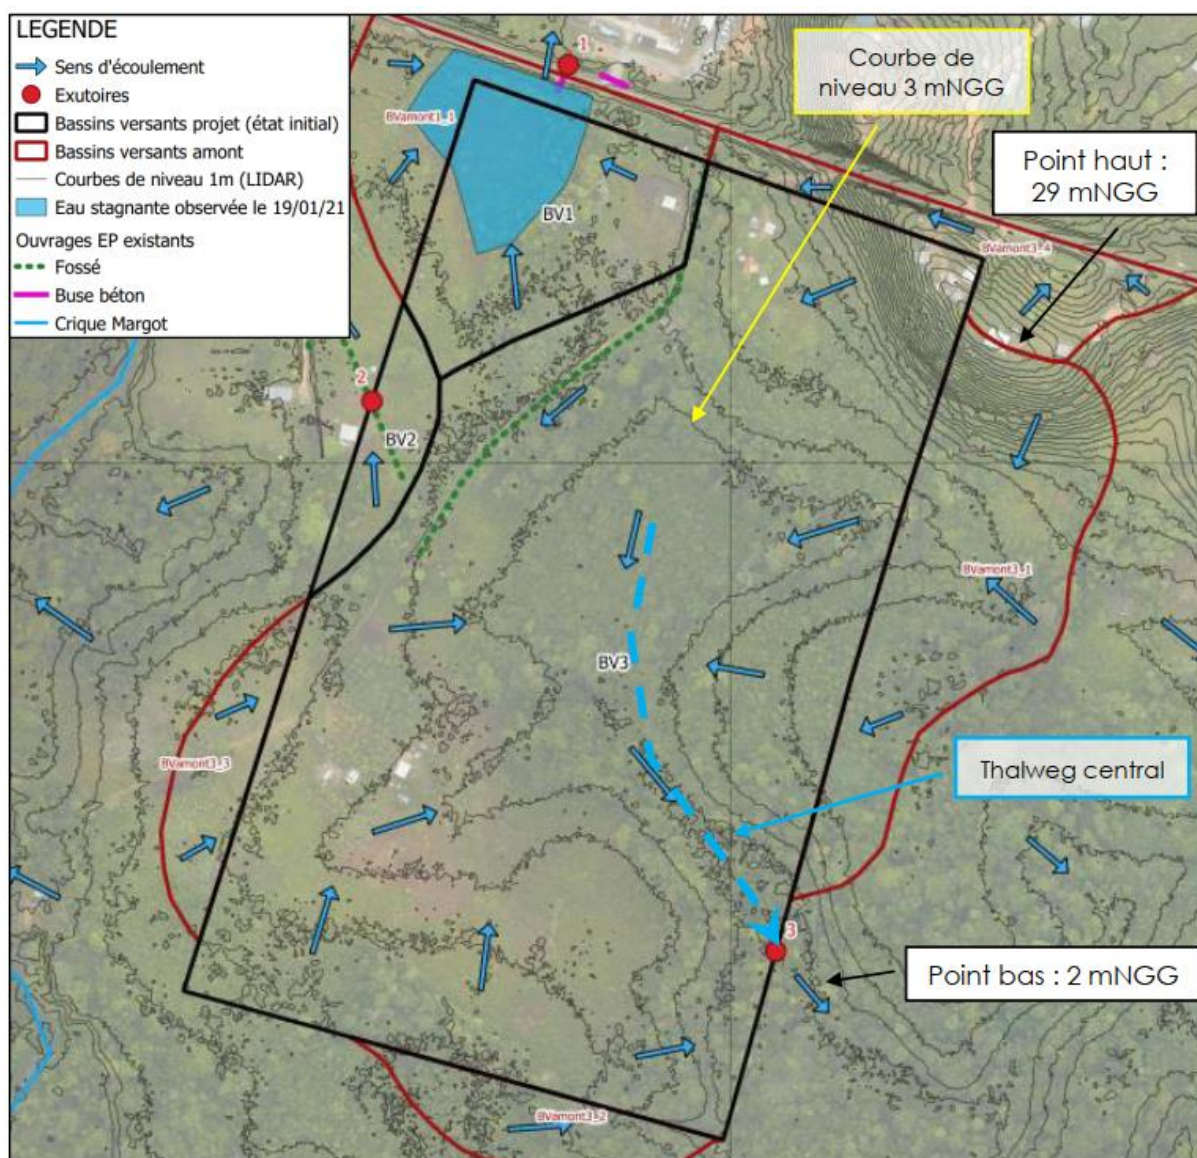 LEGENDE
Sens d'écoulement
Exutoires
Bassins versants projet (état initial)
Bassins versants amont
Courbes de niveau 1m (LIDAR)
Eau stagnante observée le 19/01/21
Ouvrages EP existants
Fossé
Buse béton
Crique Margot
1
Courbe de
niveau 3 mNGG
BVamont1_1
Point haut :
29 mNGG
BV1
BVamont3_4
2
BV2
BVamont3_1
BV3
BVamont3_3
Thalweg central
3
Point bas : 2 mNGG
BVamont3_2